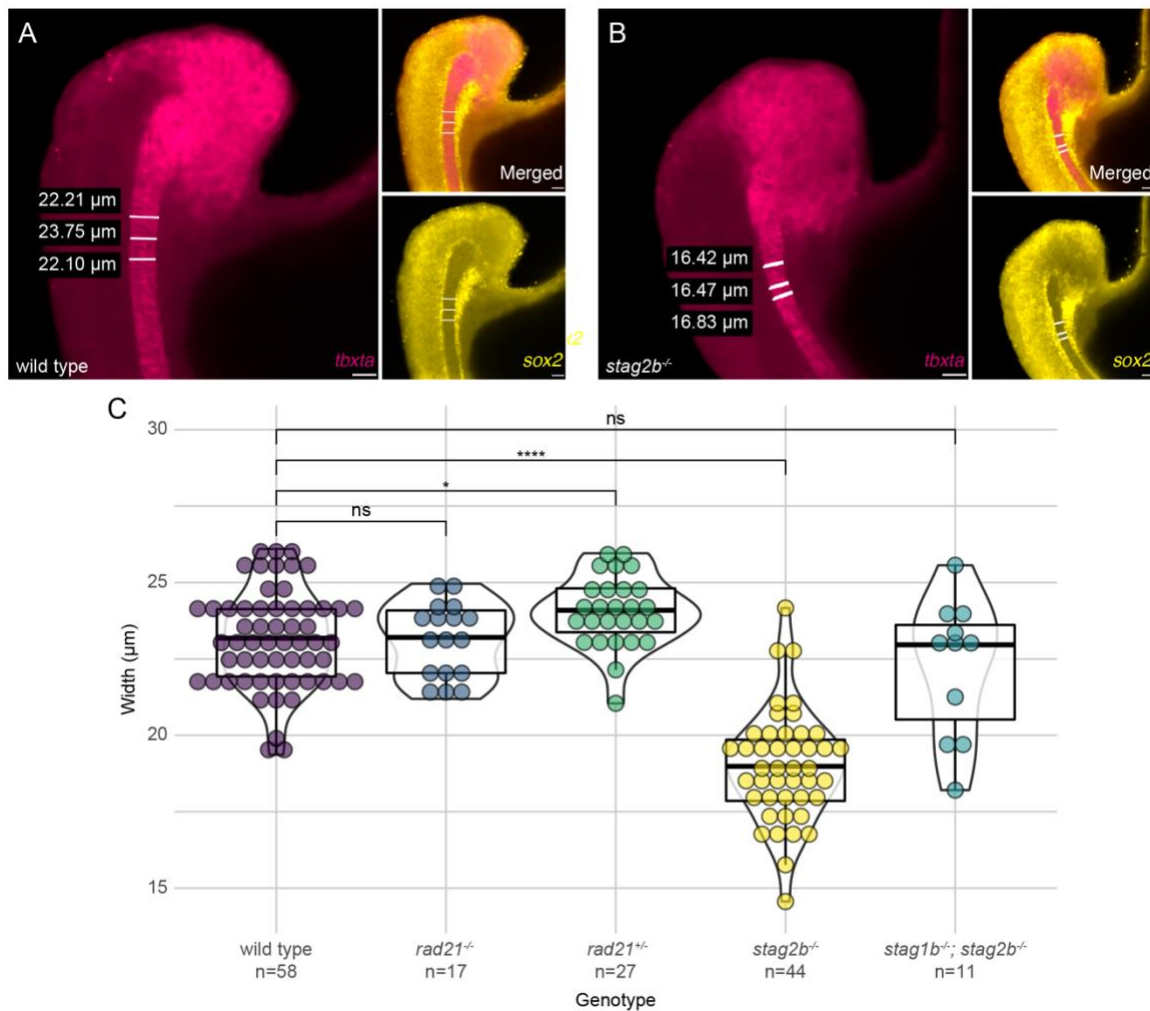 A
22.21 µm
23.75 µm
22.10 µm
wild type
tbxta
Merged
sox2
B
16.42 µm
16.47 µm
16.83 µm
stag2b⁻/⁻
tbxta
Merged
sox2
C
ns
****
*
ns
Width (µm)
30
25
20
15
wild type rad21⁻/⁻ rad21⁺/⁻ stag2b⁻/⁻ stag1b⁻/⁻; stag2b⁻/⁻
n=58 n=17 n=27 n=44 n=11
Genotype